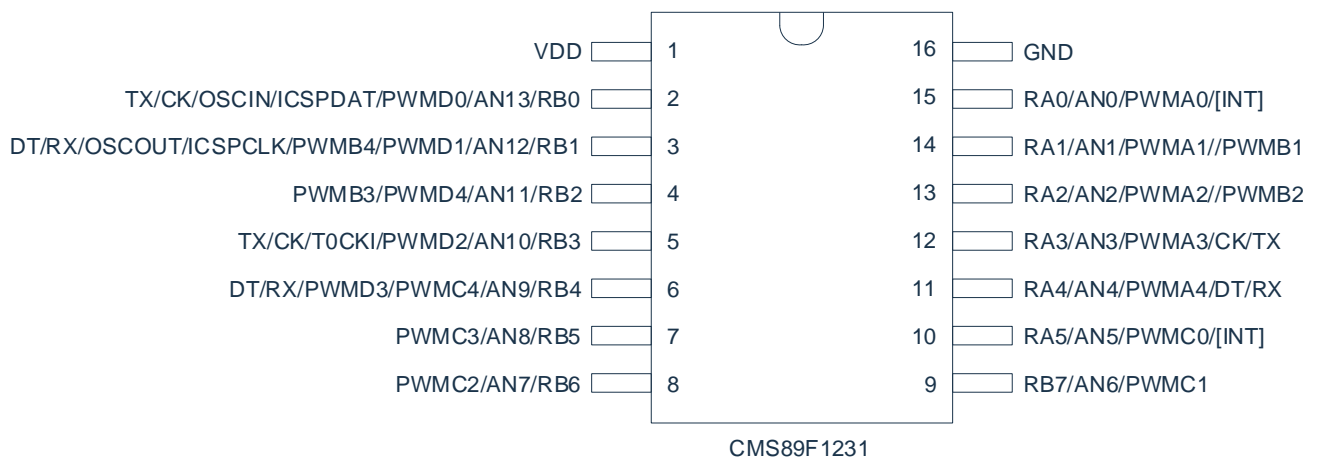 VDD 1 16 GND
TX/CK/OSCIN/ICSPDAT/PWMD0/AN13/RB0 2 15 RA0/AN0/PWMA0/[INT]
DT/RX/OSCOUT/ICSPCLK/PWMB4/PWMD1/AN12/RB1 3 14 RA1/AN1/PWMA1//PWMB1
PWMB3/PWMD4/AN11/RB2 4 13 RA2/AN2/PWMA2//PWMB2
TX/CK/T0CKI/PWMD2/AN10/RB3 5 12 RA3/AN3/PWMA3/CK/TX
DT/RX/PWMD3/PWMC4/AN9/RB4 6 11 RA4/AN4/PWMA4/DT/RX
PWMC3/AN8/RB5 7 10 RA5/AN5/PWMC0/[INT]
PWMC2/AN7/RB6 8 9 RB7/AN6/PWMC1
CMS89F1231